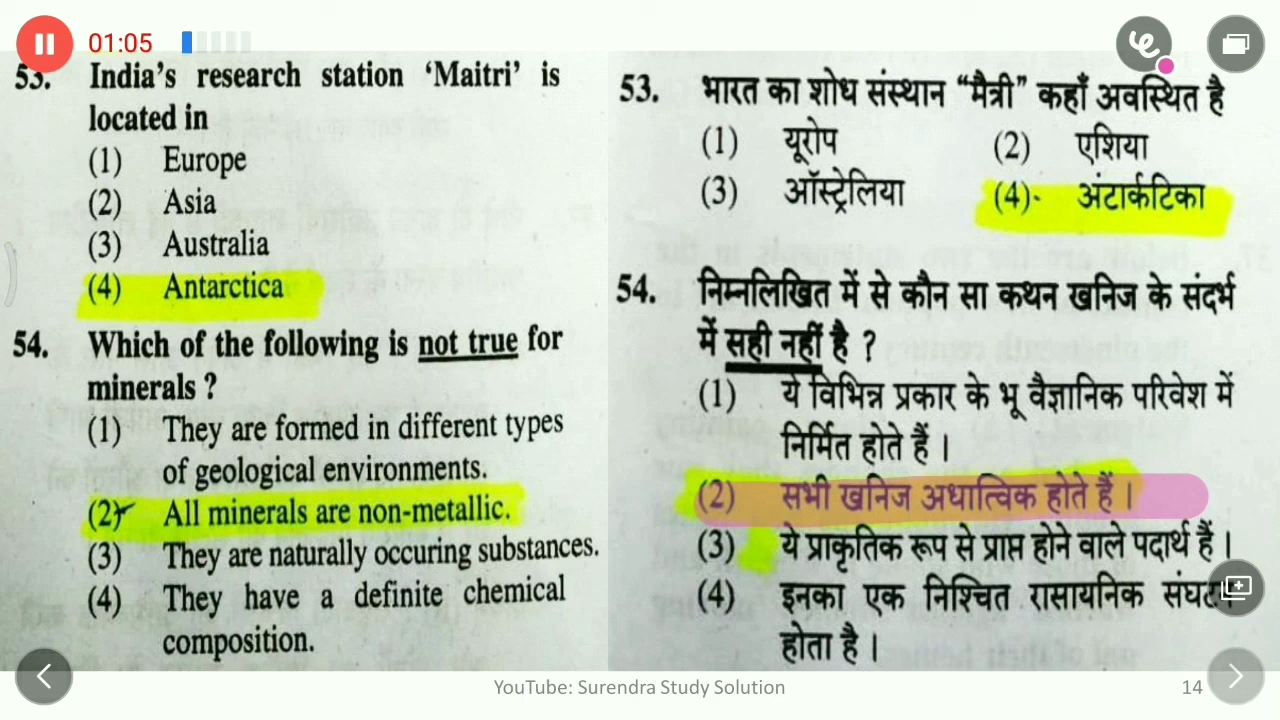 01:05
53. India's research station ‘Maitri’ is
located in
(1) Europe
(2) Asia
(3) Australia
(4) Antarctica
54. Which of the following is not true for
minerals ?
(1) They are formed in different types
of geological environments.
(2) All minerals are non-metallic.
(3) They are naturally occuring substances.
(4) They have a definite chemical
composition.
53. भारत का शोध संस्थान “मैत्री” कहाँ अवस्थित है
(1) यूरोप (2) एशिया
(3) ऑस्ट्रेलिया (4) अंटार्कटिका
54. निम्नलिखित में से कौन सा कथन खनिज के संदर्भ
में सही नहीं है ?
(1) ये विभिन्न प्रकार के भू वैज्ञानिक परिवेश में
निर्मित होते हैं ।
(2) सभी खनिज अधात्विक होते हैं ।
(3) ये प्राकृतिक रूप से प्राप्त होने वाले पदार्थ हैं ।
(4) इनका एक निश्चित रासायनिक संघटन
होता है ।
YouTube: Surendra Study Solution
14